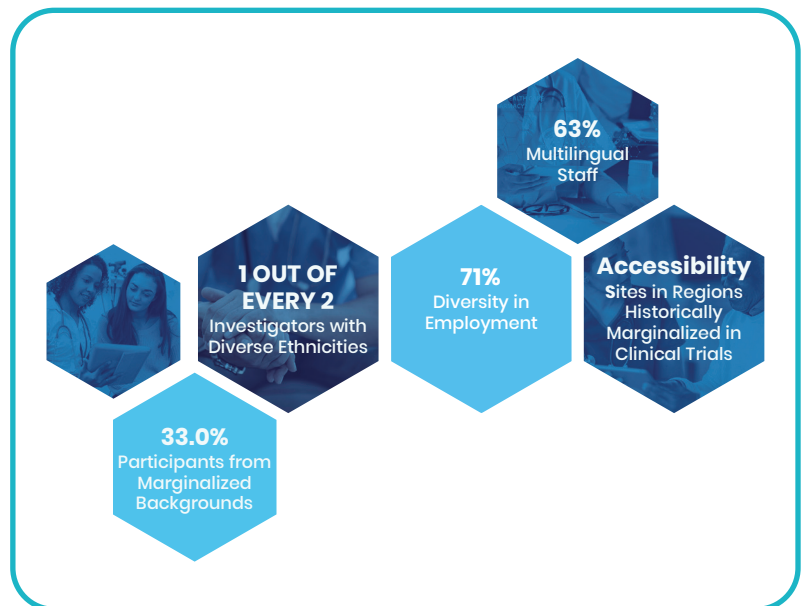 63%
Multilingual
Staff
1 OUT OF
EVERY 2
Investigators with
Diverse Ethnicities
71%
Diversity in
Employment
Accessibility
Sites in Regions
Historically
Marginalized in
Clinical Trials
33.0%
Participants from
Marginalized
Backgrounds